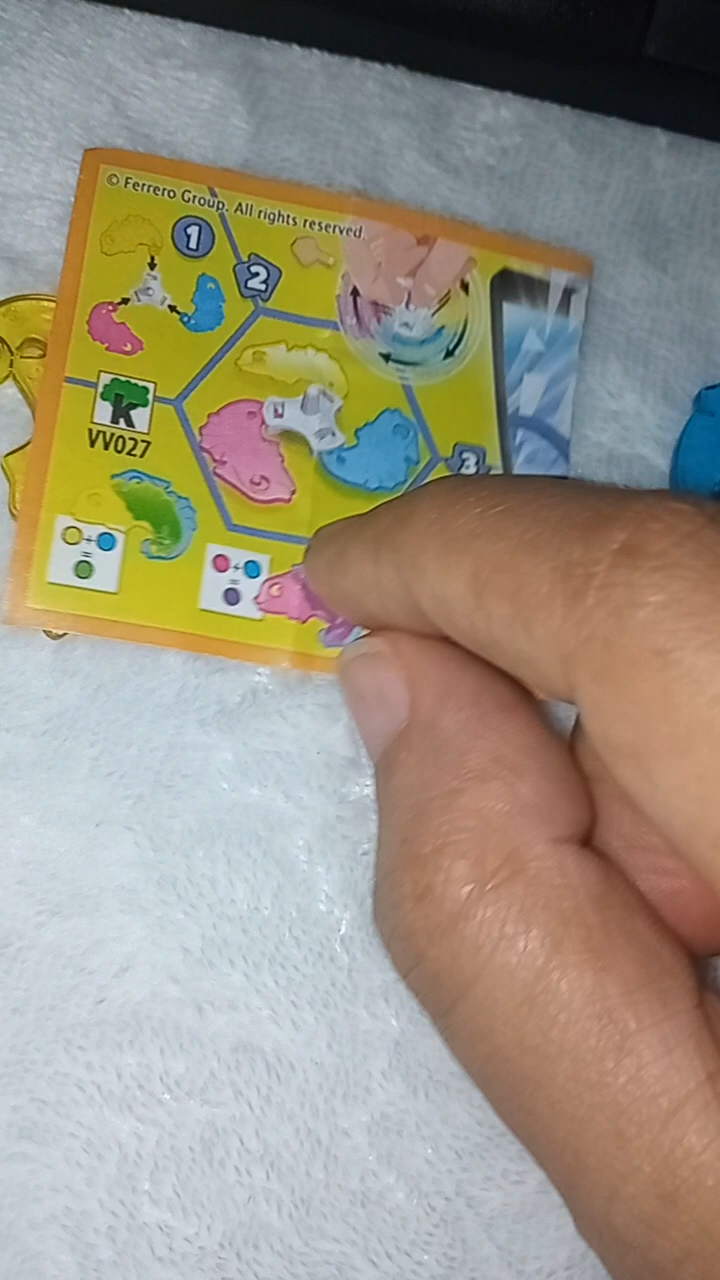 © Ferrero Group. All rights reserved.
1
2
K
VV027
3
+
=
+
=